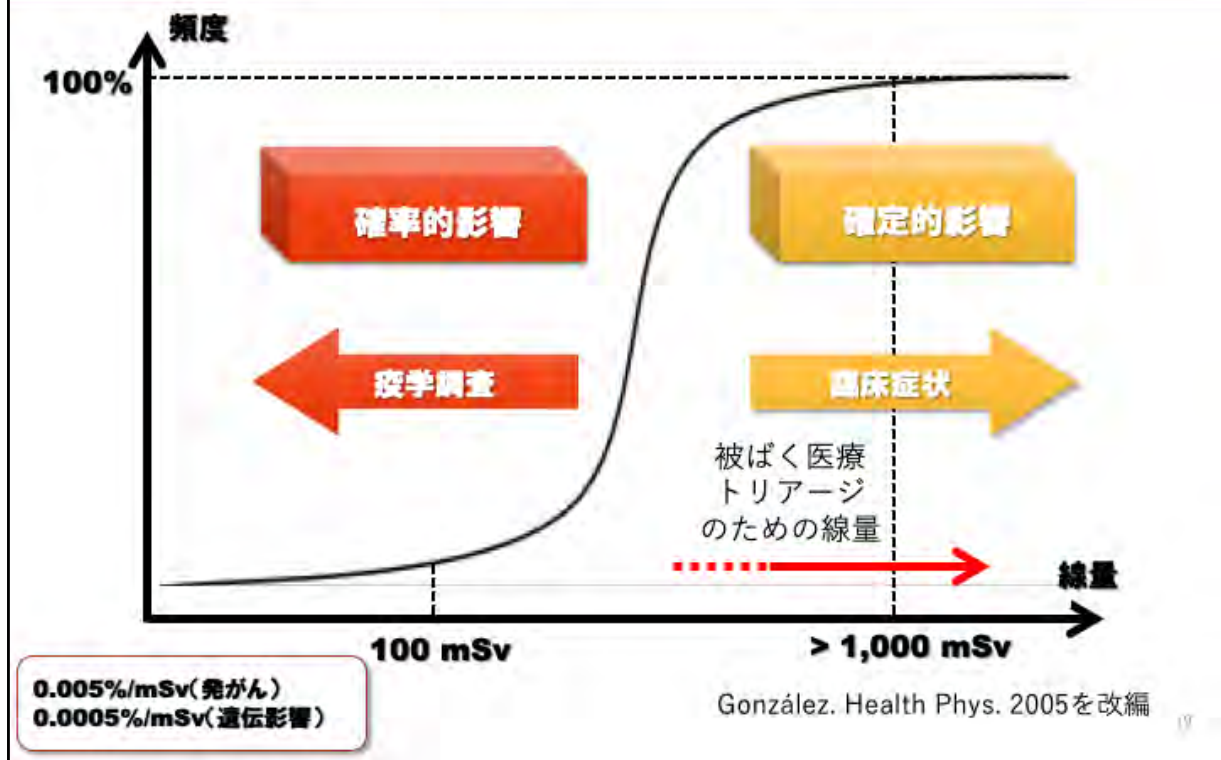 頻度
100%
確率的影響
確定的影響
疫学調査
臨床症状
被ばく医療
トリアージ
のための線量
線量
100 mSv
> 1,000 mSv
0.005%/mSv(発がん)
0.0005%/mSv(遺伝影響)
González. Health Phys. 2005を改編
19